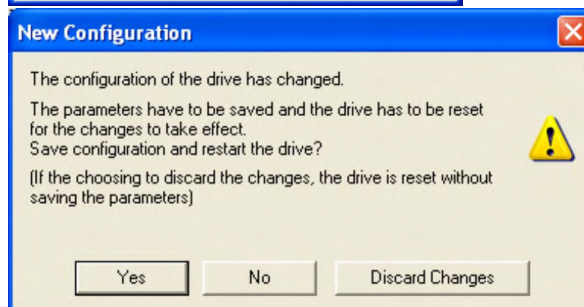 New Configuration
The configuration of the drive has changed.
The parameters have to be saved and the drive has to be reset
for the changes to take effect.
Save configuration and restart the drive?
(If the choosing to discard the changes, the drive is reset without
saving the parameters)
Yes No Discard Changes